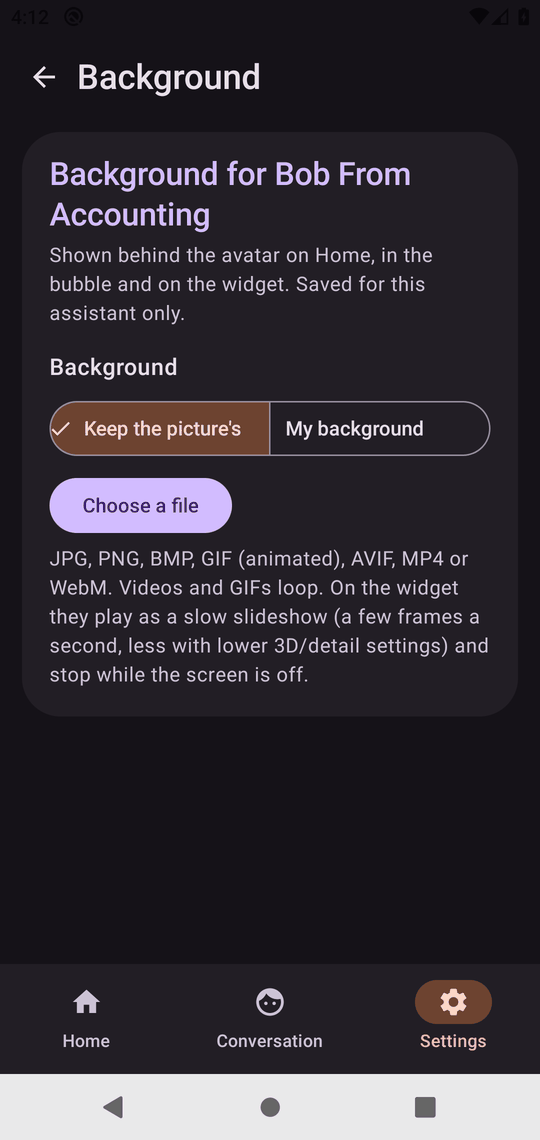 4:12
Background
Background for Bob From
Accounting
Shown behind the avatar on Home, in the
bubble and on the widget. Saved for this
assistant only.
Background
Keep the picture's
My background
Choose a file
JPG, PNG, BMP, GIF (animated), AVIF, MP4 or
WebM. Videos and GIFs loop. On the widget
they play as a slow slideshow (a few frames a
second, less with lower 3D/detail settings) and
stop while the screen is off.
Home
Conversation
Settings